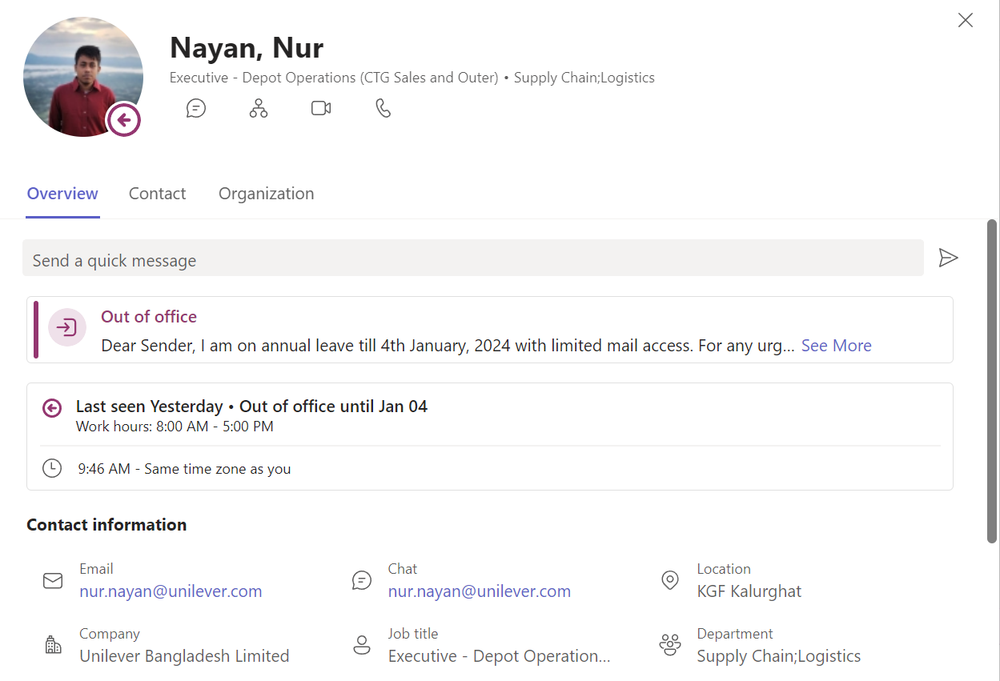 Nayan, Nur
Executive - Depot Operations (CTG Sales and Outer) • Supply Chain;Logistics
Overview Contact Organization
Send a quick message
Out of office
Dear Sender, I am on annual leave till 4th January, 2024 with limited mail access. For any urg... See More
Last seen Yesterday • Out of office until Jan 04
Work hours: 8:00 AM - 5:00 PM
9:46 AM - Same time zone as you
Contact information
Email Chat Location
nur.nayan@unilever.com nur.nayan@unilever.com KGF Kalurghat
Company Job title Department
Unilever Bangladesh Limited Executive - Depot Operation... Supply Chain;Logistics